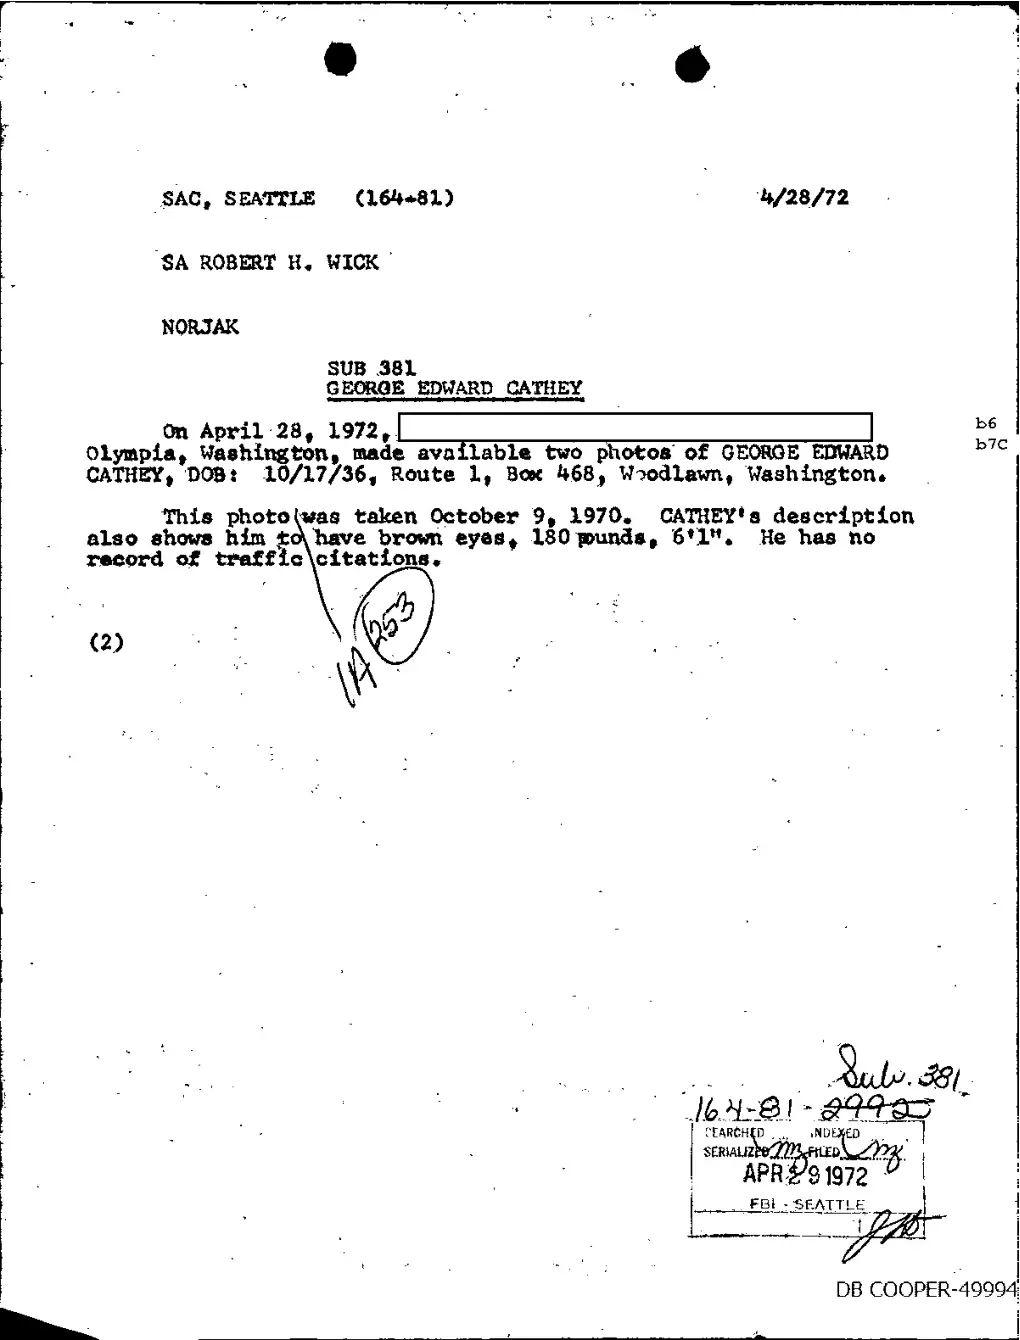 SAC, SEATTLE (164-81) 4/28/72
SA ROBERT H. WICK
NORJAK
SUB 381
GEORGE EDWARD CATHEY
On April 28, 1972,
Olympia, Washington, made available two photos of GEORGE EDWARD
CATHEY, DOB: 10/17/36, Route 1, Box 468, Woodlawn, Washington.
This photo was taken October 9, 1970. CATHEY's description
also shows him to have brown eyes, 180 pounds, 6'1". He has no
record of traffic citations.
b6
b7C
1A 253
(2)
Sub. 381
164-81-2992
SEARCHED INDEXED
SERIALIZED FILED
APR 29 1972
FBI - SEATTLE
DB COOPER-49994